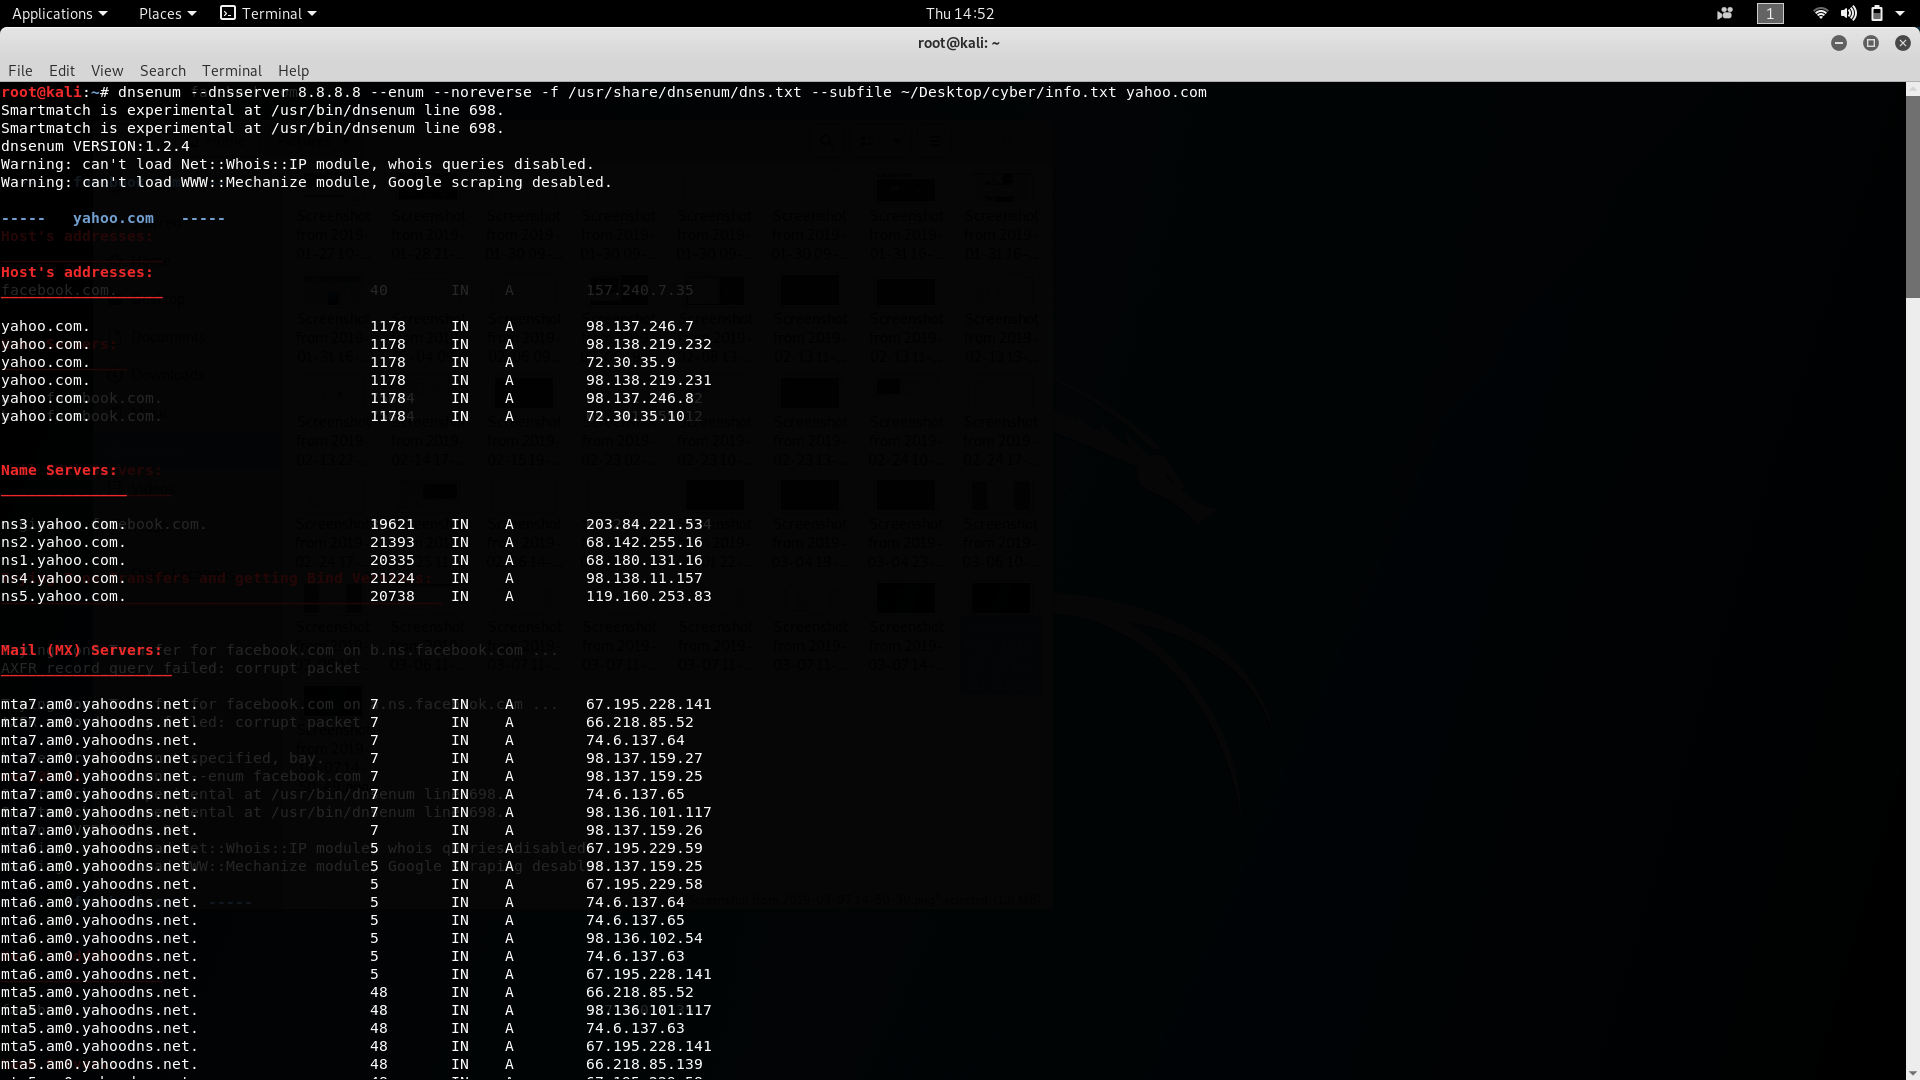 Applications Places Terminal Thu 14:52 1
root@kali: ~
File Edit View Search Terminal Help
root@kali:~# dnsenum --dnsserver 8.8.8.8 --enum --noreverse -f /usr/share/dnsenum/dns.txt --subfile ~/Desktop/cyber/info.txt yahoo.com
Smartmatch is experimental at /usr/bin/dnsenum line 698.
Smartmatch is experimental at /usr/bin/dnsenum line 698.
dnsenum VERSION:1.2.4
Warning: can't load Net::Whois::IP module, whois queries disabled.
Warning: can't load WWW::Mechanize module, Google scraping desabled.
----- yahoo.com -----
Host's addresses:
Host's addresses:
facebook.com. 40 IN A 157.240.7.35
yahoo.com. 1178 IN A 98.137.246.7
yahoo.com. 1178 IN A 98.138.219.232
yahoo.com. 1178 IN A 72.30.35.9
yahoo.com. 1178 IN A 98.138.219.231
yahoo.com. 1178 IN A 98.137.246.8
yahoo.com. 1178 IN A 72.30.35.10
Name Servers:
ns3.yahoo.com. 19621 IN A 203.84.221.53
ns2.yahoo.com. 21393 IN A 68.142.255.16
ns1.yahoo.com. 20335 IN A 68.180.131.16
ns4.yahoo.com. 21224 IN A 98.138.11.157
ns5.yahoo.com. 20738 IN A 119.160.253.83
Mail (MX) Servers:
AXFR record query failed: corrupt packet
mta7.am0.yahoodns.net. 7 IN A 67.195.228.141
mta7.am0.yahoodns.net. 7 IN A 66.218.85.52
mta7.am0.yahoodns.net. 7 IN A 74.6.137.64
mta7.am0.yahoodns.net. 7 IN A 98.137.159.27
mta7.am0.yahoodns.net. 7 IN A 98.137.159.25
mta7.am0.yahoodns.net. 7 IN A 74.6.137.65
mta7.am0.yahoodns.net. 7 IN A 98.136.101.117
mta7.am0.yahoodns.net. 7 IN A 98.137.159.26
mta6.am0.yahoodns.net. 5 IN A 67.195.229.59
mta6.am0.yahoodns.net. 5 IN A 98.137.159.25
mta6.am0.yahoodns.net. 5 IN A 67.195.229.58
mta6.am0.yahoodns.net. 5 IN A 74.6.137.64
mta6.am0.yahoodns.net. 5 IN A 74.6.137.65
mta6.am0.yahoodns.net. 5 IN A 98.136.102.54
mta6.am0.yahoodns.net. 5 IN A 74.6.137.63
mta6.am0.yahoodns.net. 5 IN A 67.195.228.141
mta5.am0.yahoodns.net. 48 IN A 66.218.85.52
mta5.am0.yahoodns.net. 48 IN A 98.136.101.117
mta5.am0.yahoodns.net. 48 IN A 74.6.137.63
mta5.am0.yahoodns.net. 48 IN A 67.195.228.141
mta5.am0.yahoodns.net. 48 IN A 66.218.85.139